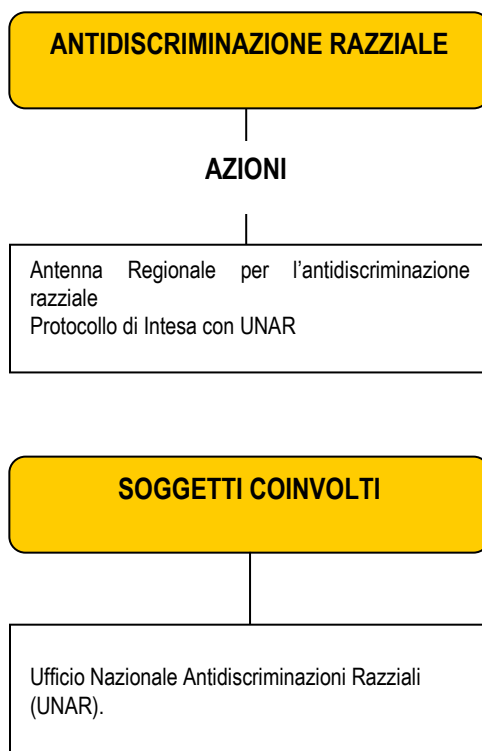 ANTIDISCRIMINAZIONE RAZZIALE
AZIONI
Antenna Regionale per l'antidiscriminazione
razziale
Protocollo di Intesa con UNAR
SOGGETTI COINVOLTI
Ufficio Nazionale Antidiscriminazioni Razziali
(UNAR).